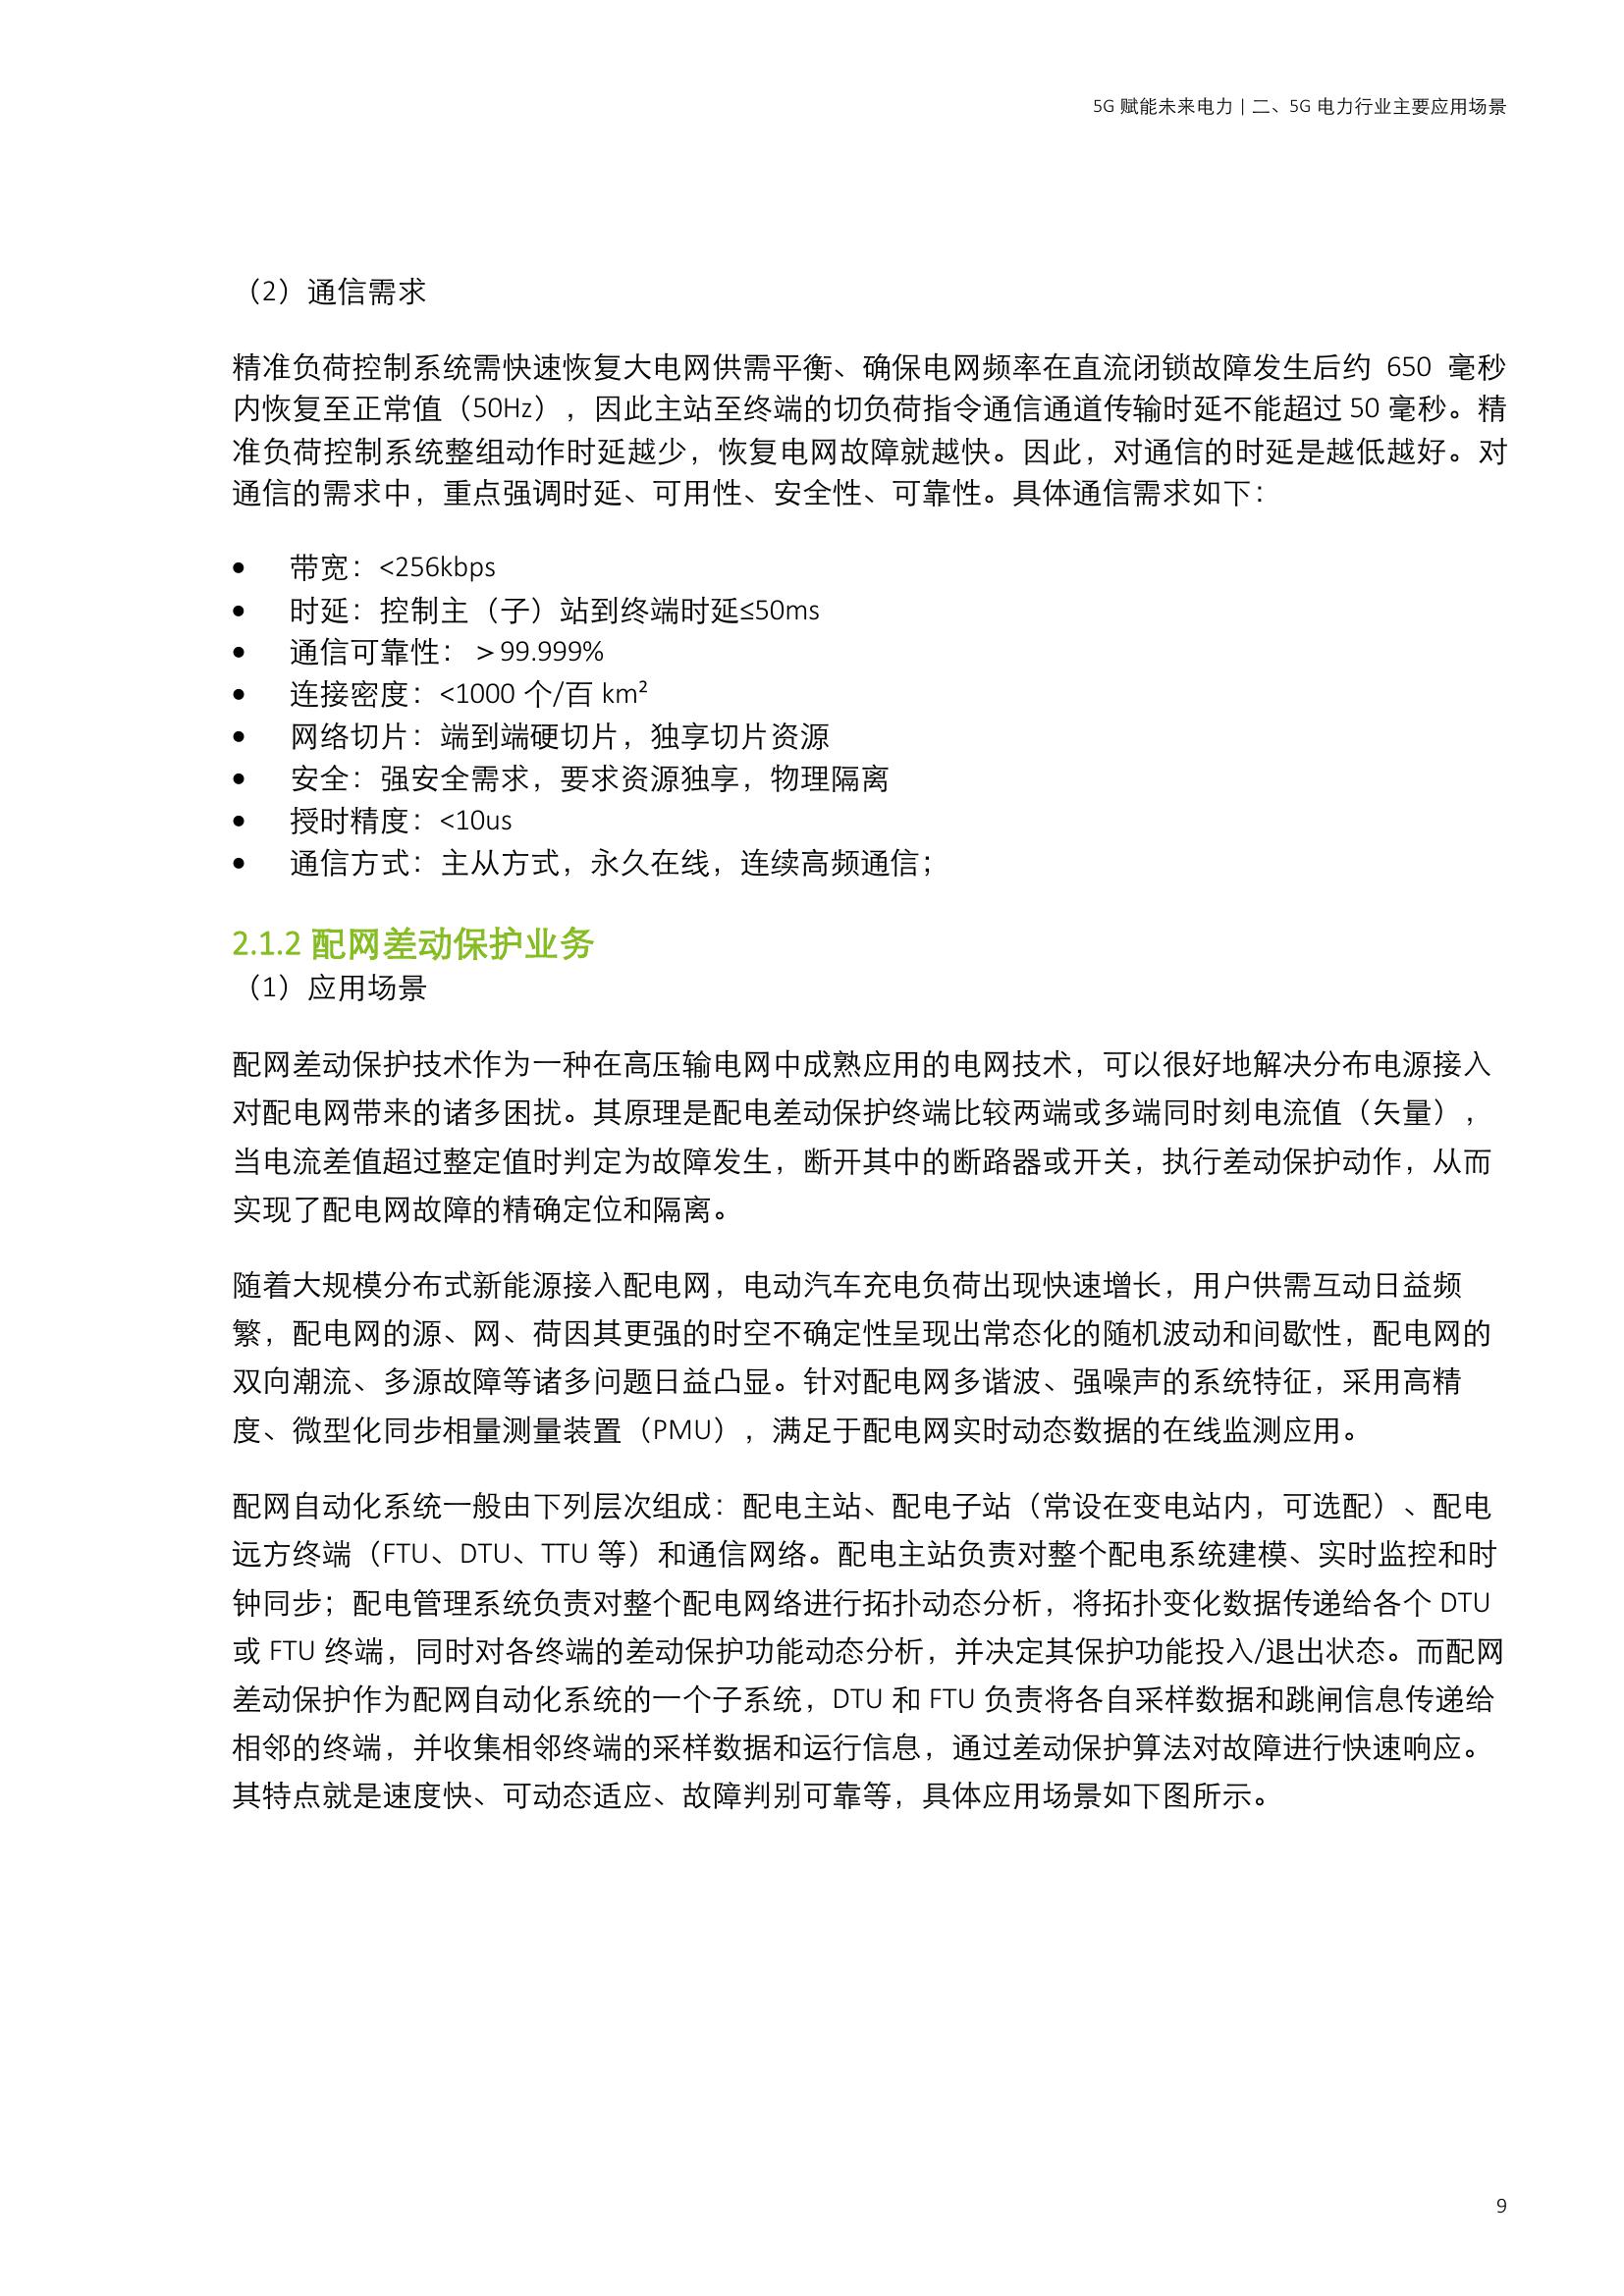 5G 赋能未来电力 | 二、5G 电力行业主要应用场景
（2）通信需求
精准负荷控制系统需快速恢复大电网供需平衡、确保电网频率在直流闭锁故障发生后约 650 毫秒
内恢复至正常值（50Hz），因此主站至终端的切负荷指令通信通道传输时延不能超过 50 毫秒。精
准负荷控制系统整组动作时延越少，恢复电网故障就越快。因此，对通信的时延是越低越好。对
通信的需求中，重点强调时延、可用性、安全性、可靠性。具体通信需求如下：
• 带宽：<256kbps
• 时延：控制主（子）站到终端时延≤50ms
• 通信可靠性：＞99.999%
• 连接密度：<1000 个/百 km²
• 网络切片：端到端硬切片，独享切片资源
• 安全：强安全需求，要求资源独享，物理隔离
• 授时精度：<10us
• 通信方式：主从方式，永久在线，连续高频通信；
2.1.2 配网差动保护业务
（1）应用场景
配网差动保护技术作为一种在高压输电网中成熟应用的电网技术，可以很好地解决分布电源接入
对配电网带来的诸多困扰。其原理是配电差动保护终端比较两端或多端同时刻电流值（矢量），
当电流差值超过整定值时判定为故障发生，断开其中的断路器或开关，执行差动保护动作，从而
实现了配电网故障的精确定位和隔离。
随着大规模分布式新能源接入配电网，电动汽车充电负荷出现快速增长，用户供需互动日益频
繁，配电网的源、网、荷因其更强的时空不确定性呈现出常态化的随机波动和间歇性，配电网的
双向潮流、多源故障等诸多问题日益凸显。针对配电网多谐波、强噪声的系统特征，采用高精
度、微型化同步相量测量装置（PMU），满足于配电网实时动态数据的在线监测应用。
配网自动化系统一般由下列层次组成：配电主站、配电子站（常设在变电站内，可选配）、配电
远方终端（FTU、DTU、TTU 等）和通信网络。配电主站负责对整个配电系统建模、实时监控和时
钟同步；配电管理系统负责对整个配电网络进行拓扑动态分析，将拓扑变化数据传递给各个 DTU
或 FTU 终端，同时对各终端的差动保护功能动态分析，并决定其保护功能投入/退出状态。而配网
差动保护作为配网自动化系统的一个子系统，DTU 和 FTU 负责将各自采样数据和跳闸信息传递给
相邻的终端，并收集相邻终端的采样数据和运行信息，通过差动保护算法对故障进行快速响应。
其特点就是速度快、可动态适应、故障判别可靠等，具体应用场景如下图所示。
9